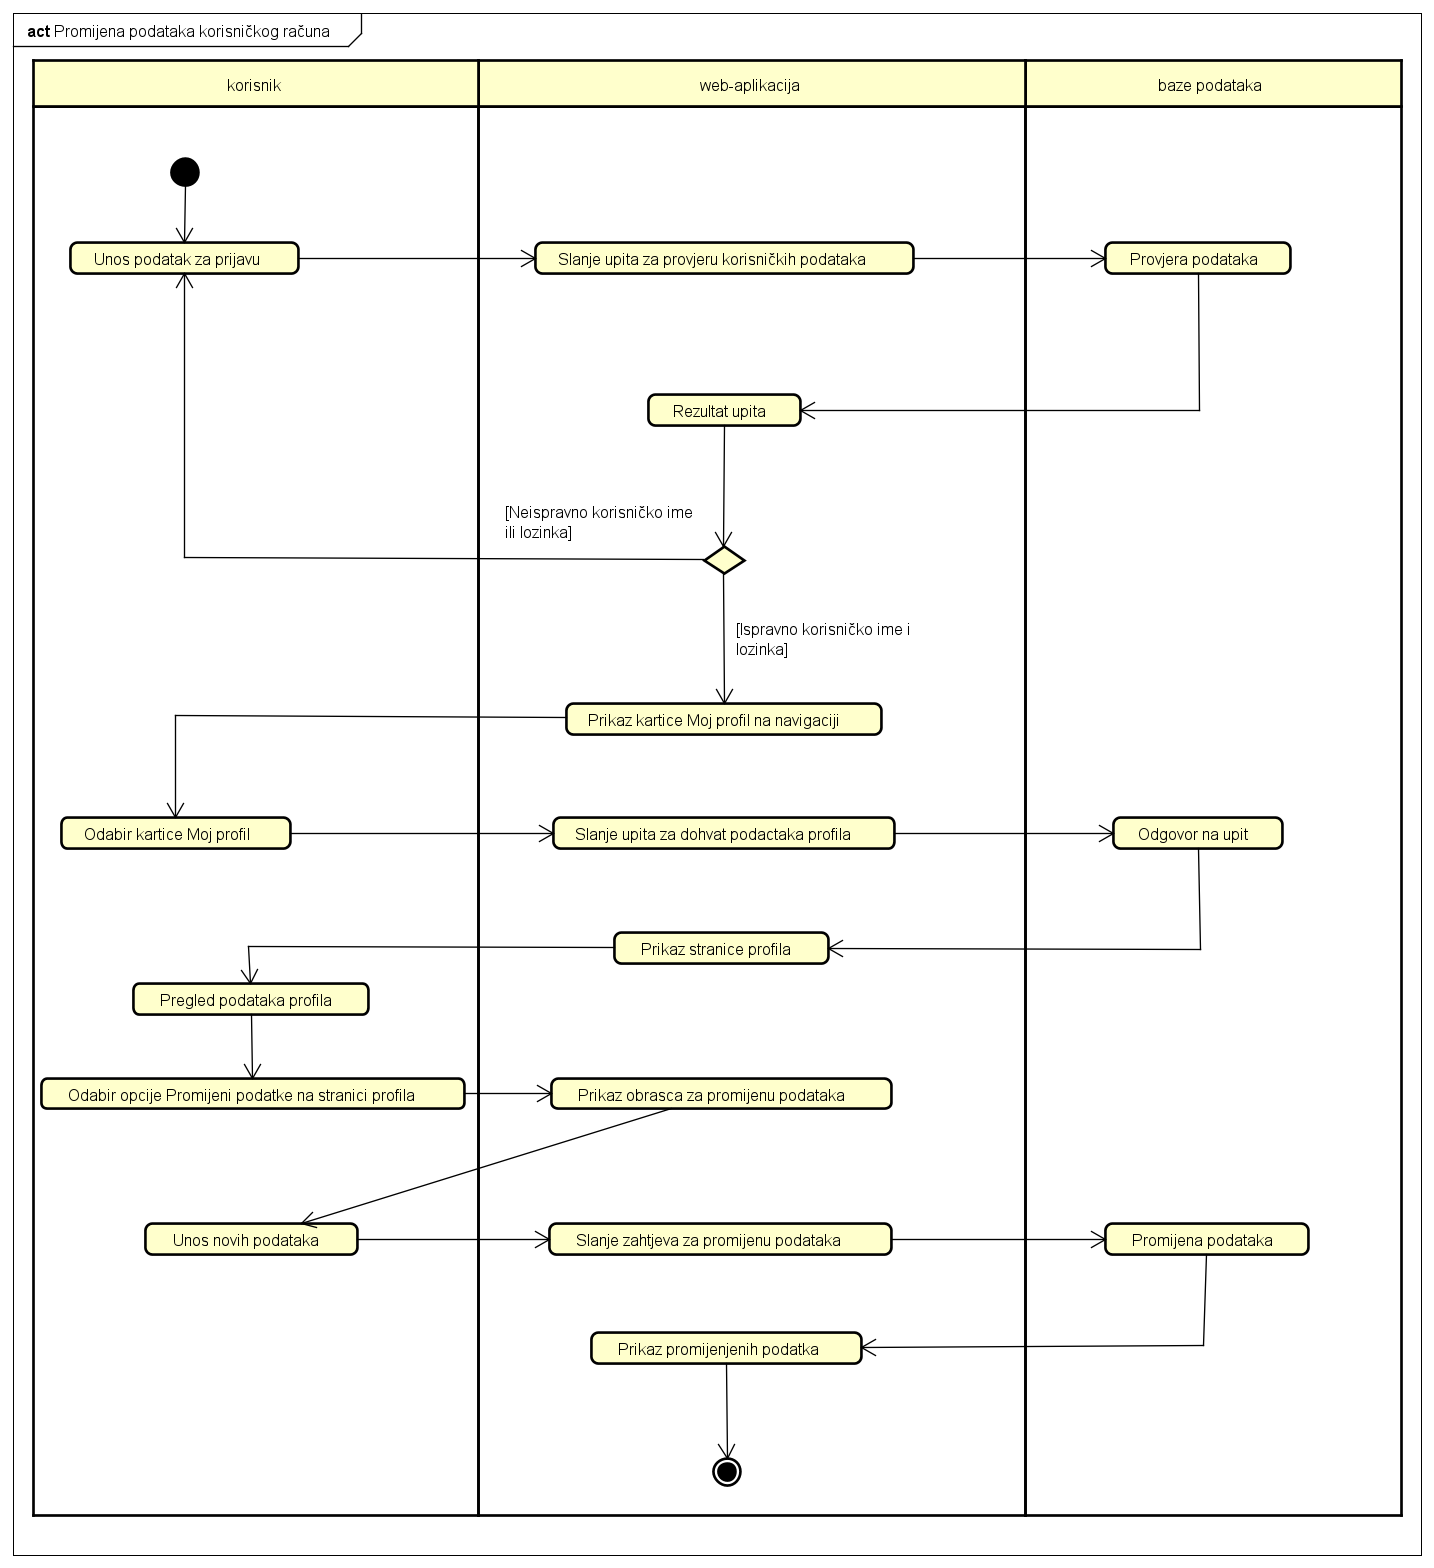 act Promijena podataka korisničkog računa
korisnik
web-aplikacija
baze podataka
Unos podatak za prijavu
Slanje upita za provjeru korisničkih podataka
Provjera podataka
Rezultat upita
[Neispravno korisničko ime
ili lozinka]
[Ispravno korisničko ime i
lozinka]
Prikaz kartice Moj profil na navigaciji
Odabir kartice Moj profil
Slanje upita za dohvat podactaka profila
Odgovor na upit
Prikaz stranice profila
Pregled podataka profila
Odabir opcije Promijeni podatke na stranici profila
Prikaz obrasca za promijenu podataka
Unos novih podataka
Slanje zahtjeva za promijenu podataka
Promijena podataka
Prikaz promijenjenih podatka